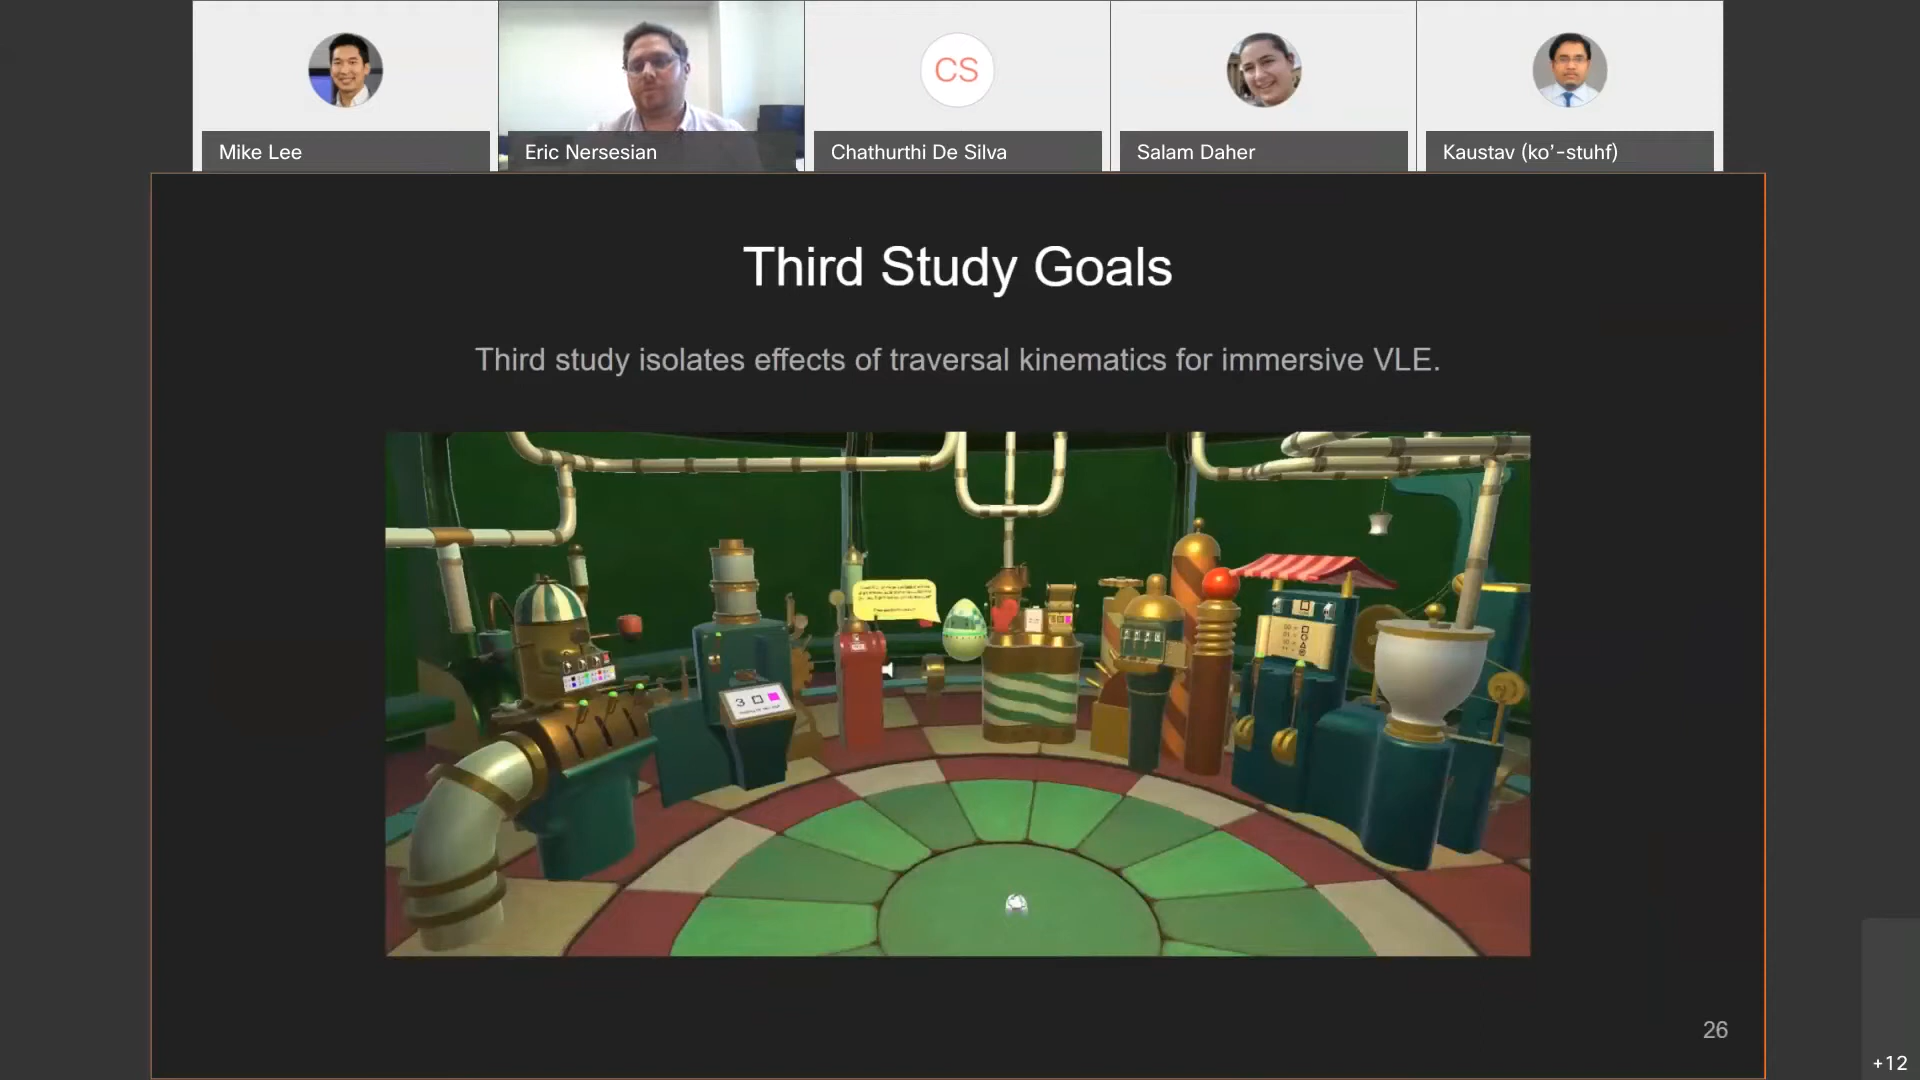 Mike Lee
Eric Nersesian
CS
Chathurthi De Silva
Salam Daher
Kaustav (ko’-stuhf)
Third Study Goals
Third study isolates effects of traversal kinematics for immersive VLE.
3
26
+12